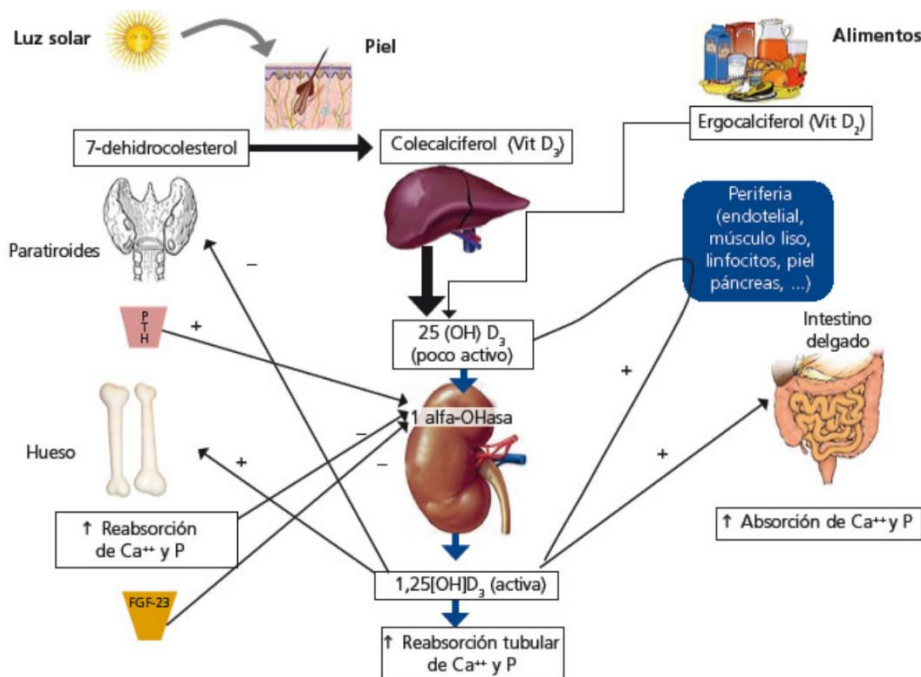 Luz solar
Piel
Alimentos
7-dehidrocolesterol
Colecalciferol (Vit D₃)
Ergocalciferol (Vit D₂)
Paratiroides
–
Periferia
(endotelial,
músculo liso,
linfocitos, piel
páncreas, ...)
P
T
H
+
25 (OH) D₃
(poco activo)
+
Intestino
delgado
1 alfa-OHasa
–
–
Hueso
+
+
↑ Reabsorción
de Ca⁺⁺ y P
↑ Absorción de Ca⁺⁺ y P
FGF-23
1,25[OH]D₃ (activa)
↑ Reabsorción tubular
de Ca⁺⁺ y P